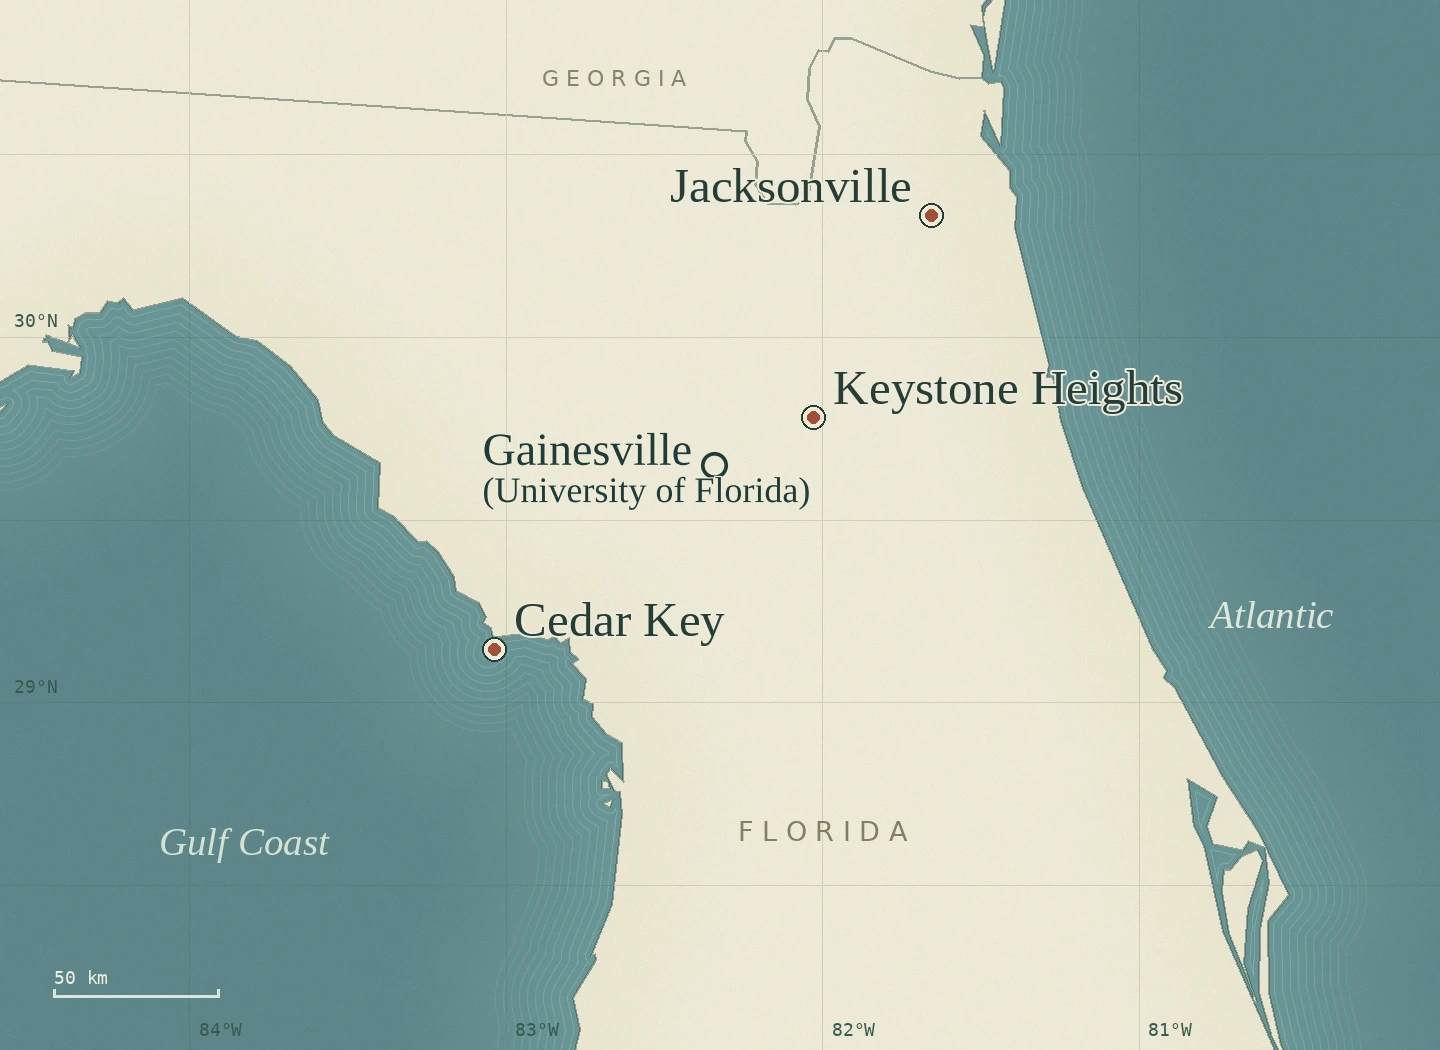 GEORGIA
Jacksonville
30°N
Keystone Heights
Gainesville
(University of Florida)
Cedar Key
Atlantic
29°N
FLORIDA
Gulf Coast
50 km
84°W
83°W
82°W
81°W